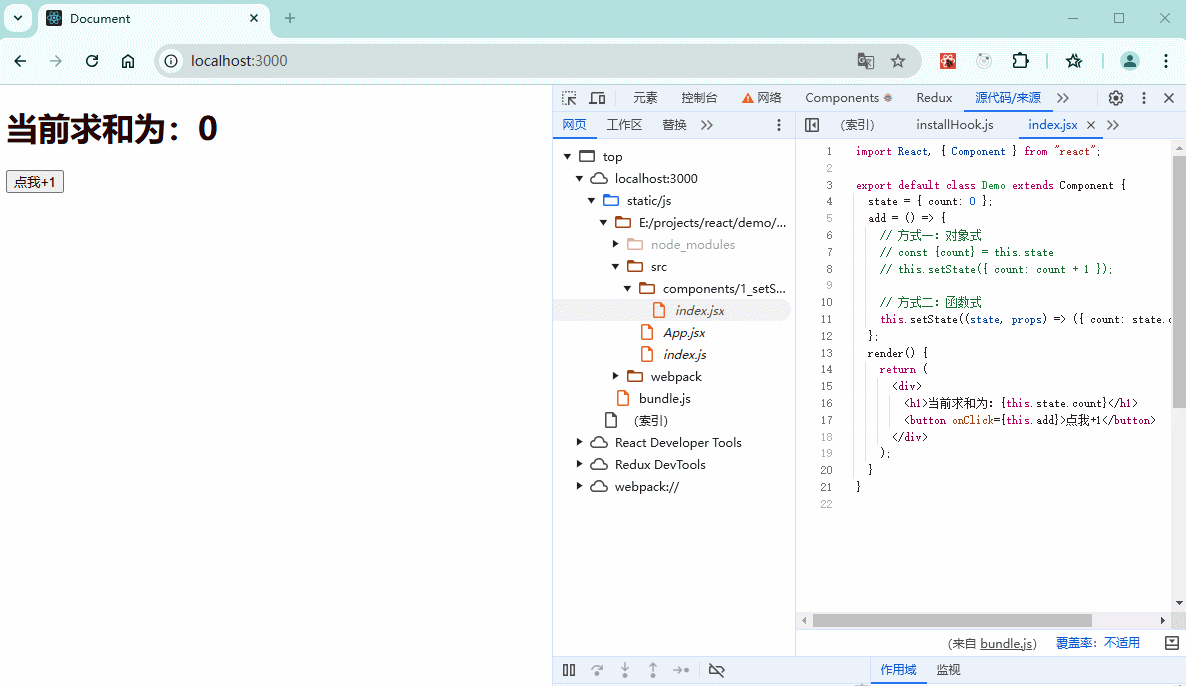 Document
localhost:3000
当前求和为：0
点我+1
元素 控制台 网络 Components Redux 源代码/来源
网页 工作区 替换
top
localhost:3000
static/js
E:/projects/react/demo/...
node_modules
src
components/1_setS...
index.jsx
App.jsx
index.js
webpack
bundle.js
（索引）
React Developer Tools
Redux DevTools
webpack://
（索引） installHook.js index.jsx
1 import React, { Component } from "react";
2
3 export default class Demo extends Component {
4 state = { count: 0 };
5 add = () => {
6 // 方式一：对象式
7 // const {count} = this.state
8 // this.setState({ count: count + 1 });
9
10 // 方式二：函数式
11 this.setState((state, props) => ({ count: state.c
12 };
13 render() {
14 return (
15 <div>
16 <h1>当前求和为：{this.state.count}</h1>
17 <button onClick={this.add}>点我+1</button>
18 </div>
19 );
20 }
21 }
22
（来自 bundle.js） 覆盖率：不适用
作用域 监视